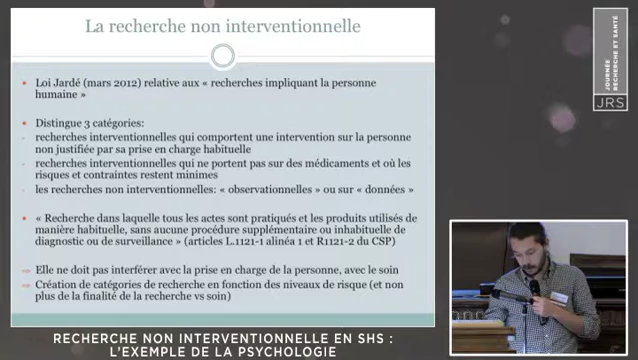 La recherche non interventionnelle
• Loi Jardé (mars 2012) relative aux « recherches impliquant la personne
humaine »
• Distingue 3 catégories:
- recherches interventionnelles qui comportent une intervention sur la personne
non justifiée par sa prise en charge habituelle
- recherches interventionnelles qui ne portent pas sur des médicaments et où les
risques et contraintes restent minimes
- les recherches non interventionnelles: « observationnelles » ou sur « données »
• « Recherche dans laquelle tous les actes sont pratiqués et les produits utilisés de
manière habituelle, sans aucune procédure supplémentaire ou inhabituelle de
diagnostic ou de surveillance » (articles L.1121-1 alinéa 1 et R1121-2 du CSP)
⇒ Elle ne doit pas interférer avec la prise en charge de la personne, avec le soin
⇒ Création de catégories de recherche en fonction des niveaux de risque (et non
plus de la finalité de la recherche vs soin)
JOURNÉE
RECHERCHE ET SANTÉ
JRS
RECHERCHE NON INTERVENTIONNELLE EN SHS :
L'EXEMPLE DE LA PSYCHOLOGIE